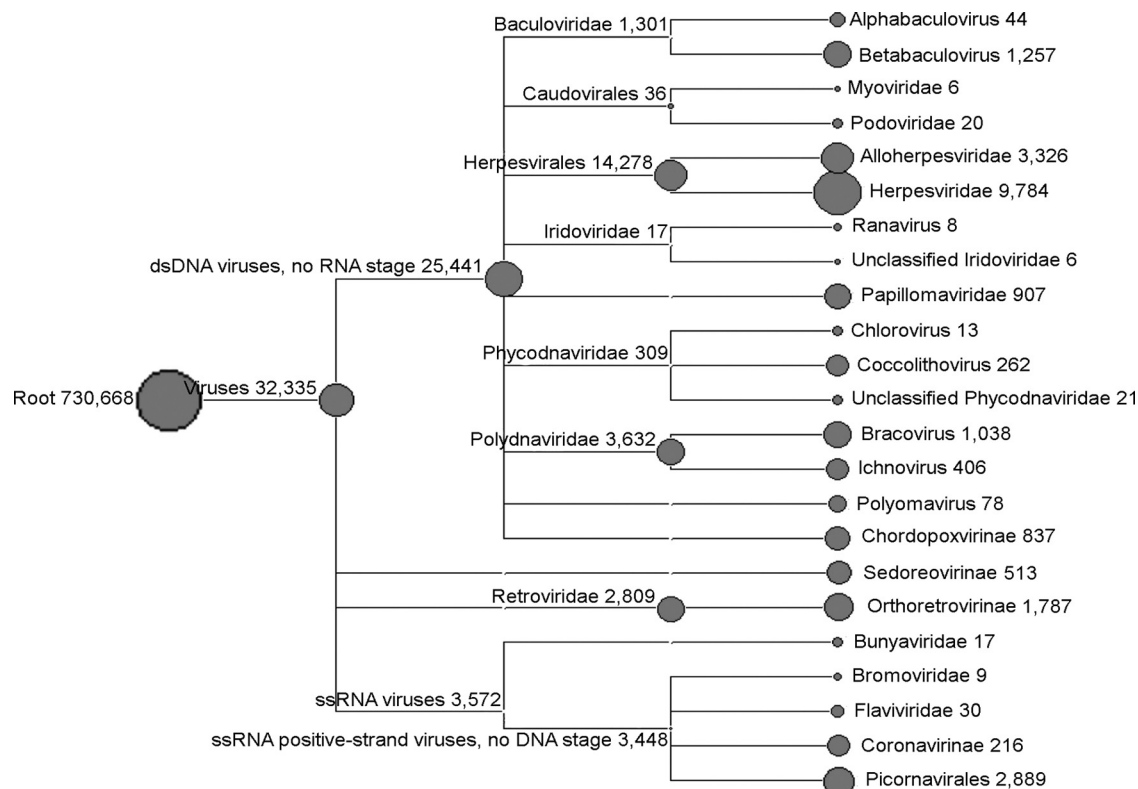 Baculoviridae 1,301
Alphabaculovirus 44
Betabaculovirus 1,257
Caudovirales 36
Myoviridae 6
Podoviridae 20
Herpesvirales 14,278
Alloherpesviridae 3,326
Herpesviridae 9,784
Iridoviridae 17
Ranavirus 8
Unclassified Iridoviridae 6
dsDNA viruses, no RNA stage 25,441
Papillomaviridae 907
Phycodnaviridae 309
Chlorovirus 13
Coccolithovirus 262
Unclassified Phycodnaviridae 21
Root 730,668
Viruses 32,335
Polydnaviridae 3,632
Bracovirus 1,038
Ichnovirus 406
Polyomavirus 78
Chordopoxvirinae 837
Sedoreovirinae 513
Retroviridae 2,809
Orthoretrovirinae 1,787
Bunyaviridae 17
ssRNA viruses 3,572
Bromoviridae 9
Flaviviridae 30
ssRNA positive-strand viruses, no DNA stage 3,448
Coronavirinae 216
Picornavirales 2,889